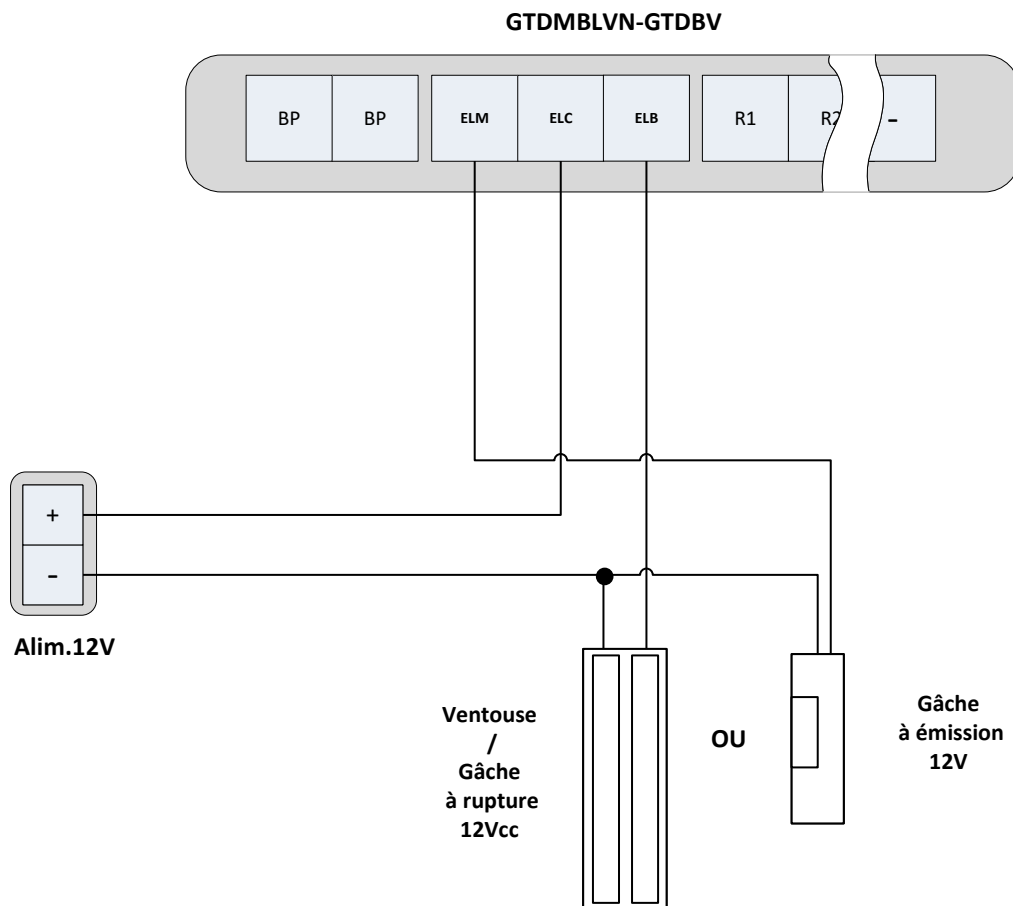 GTDMBLVN-GTDBV
BP
BP
ELM
ELC
ELB
R1
R2
-
+
-
Alim.12V
Ventouse
/
Gâche
à rupture
12Vcc
OU
Gâche
à émission
12V